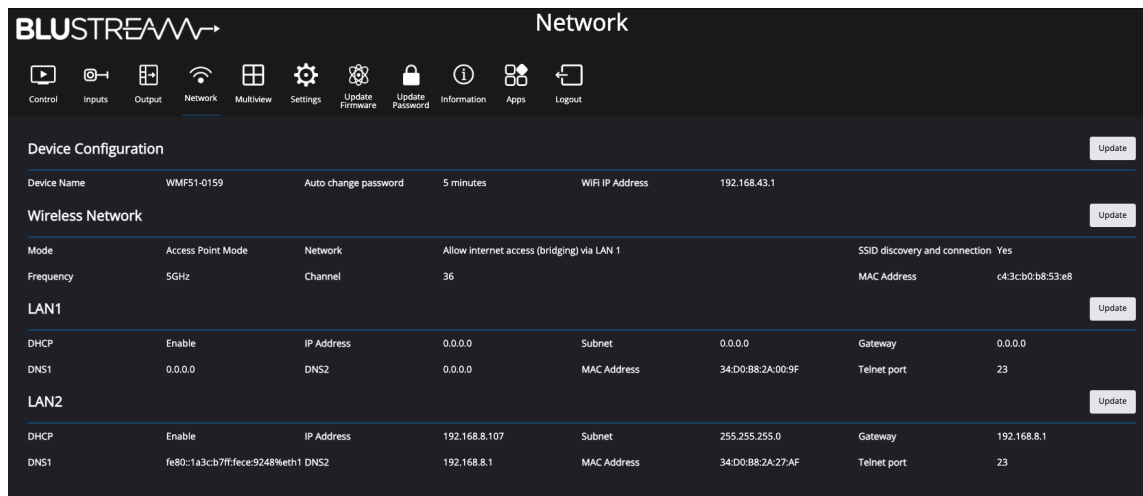 BLUSTREAM
Network
Control Inputs Output Network Multiview Settings Update Firmware Update Password Information Apps Logout
Device Configuration Update
Device Name WMF51-0159 Auto change password 5 minutes WiFi IP Address 192.168.43.1
Wireless Network Update
Mode Access Point Mode Network Allow internet access (bridging) via LAN 1 SSID discovery and connection Yes
Frequency 5GHz Channel 36 MAC Address c4:3c:b0:b8:53:e8
LAN1 Update
DHCP Enable IP Address 0.0.0.0 Subnet 0.0.0.0 Gateway 0.0.0.0
DNS1 0.0.0.0 DNS2 0.0.0.0 MAC Address 34:D0:B8:2A:00:9F Telnet port 23
LAN2 Update
DHCP Enable IP Address 192.168.8.107 Subnet 255.255.255.0 Gateway 192.168.8.1
DNS1 fe80::1a3c:b7ff:fece:9248%eth1 DNS2 192.168.8.1 MAC Address 34:D0:B8:2A:27:AF Telnet port 23